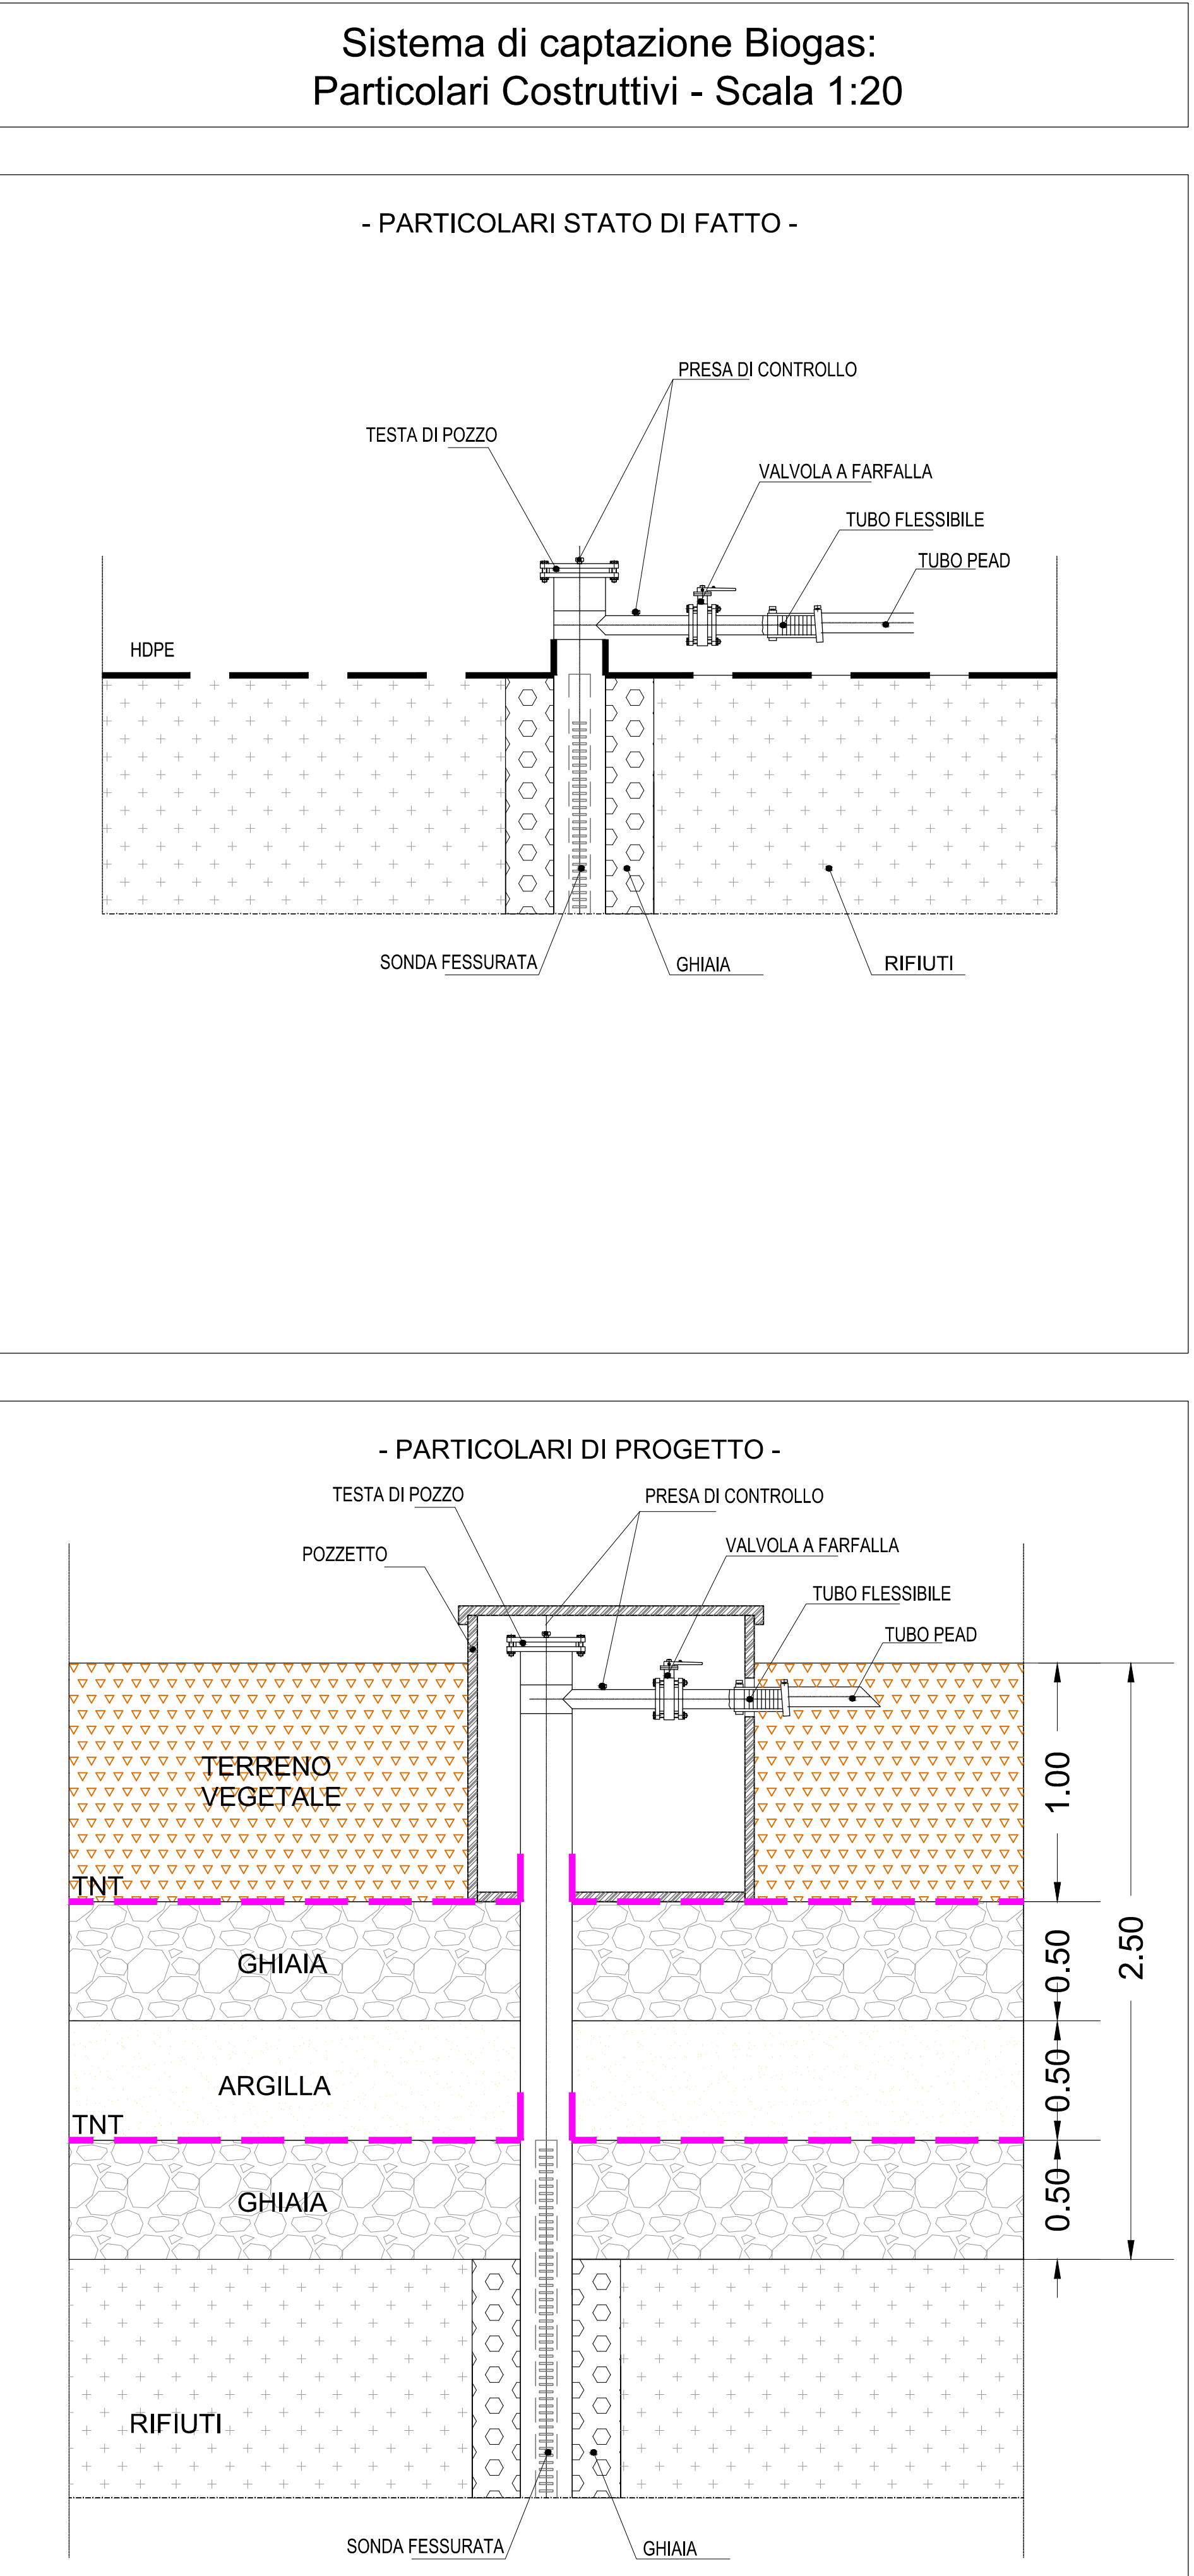 Sistema di captazione Biogas:
Particolari Costruttivi - Scala 1:20
- PARTICOLARI STATO DI FATTO -
PRESA DI CONTROLLO
TESTA DI POZZO
VALVOLA A FARFALLA
TUBO FLESSIBILE
TUBO PEAD
HDPE
SONDA FESSURATA
GHIAIA
RIFIUTI
- PARTICOLARI DI PROGETTO -
TESTA DI POZZO
PRESA DI CONTROLLO
VALVOLA A FARFALLA
POZZETTO
TUBO FLESSIBILE
TUBO PEAD
TERRENO
VEGETALE
1.00
TNT
GHIAIA
0.50
2.50
ARGILLA
0.50
TNT
GHIAIA
0.50
RIFIUTI
SONDA FESSURATA
GHIAIA